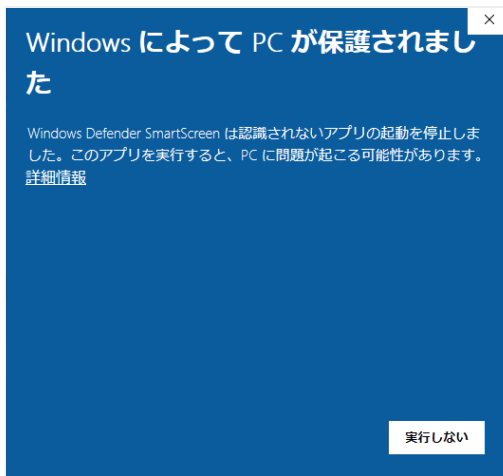 Windows によって PC が保護されまし
た
Windows Defender SmartScreen は認識されないアプリの起動を停止しま
した。このアプリを実行すると、PC に問題が起こる可能性があります。
詳細情報
実行しない